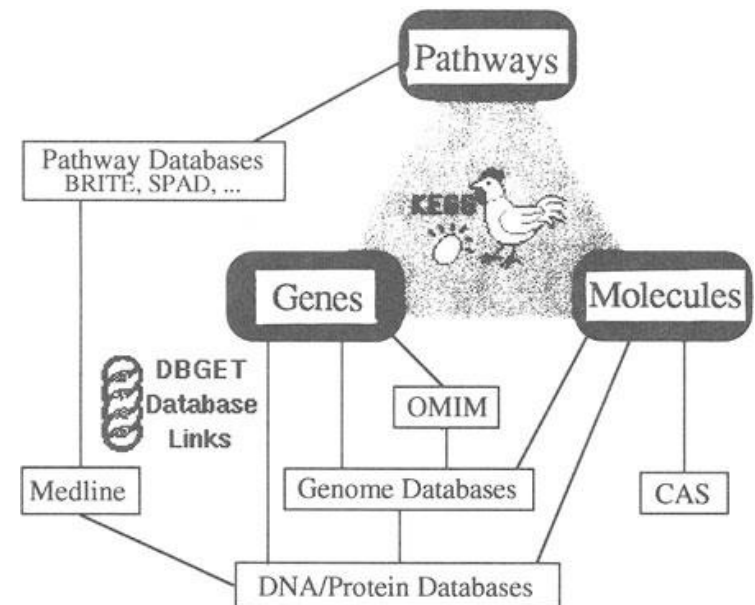 Pathways
Pathway Databases
BRITE, SPAD, ...
KEGG
Genes
Molecules
DBGET
Database
Links
OMIM
Medline
Genome Databases
CAS
DNA/Protein Databases